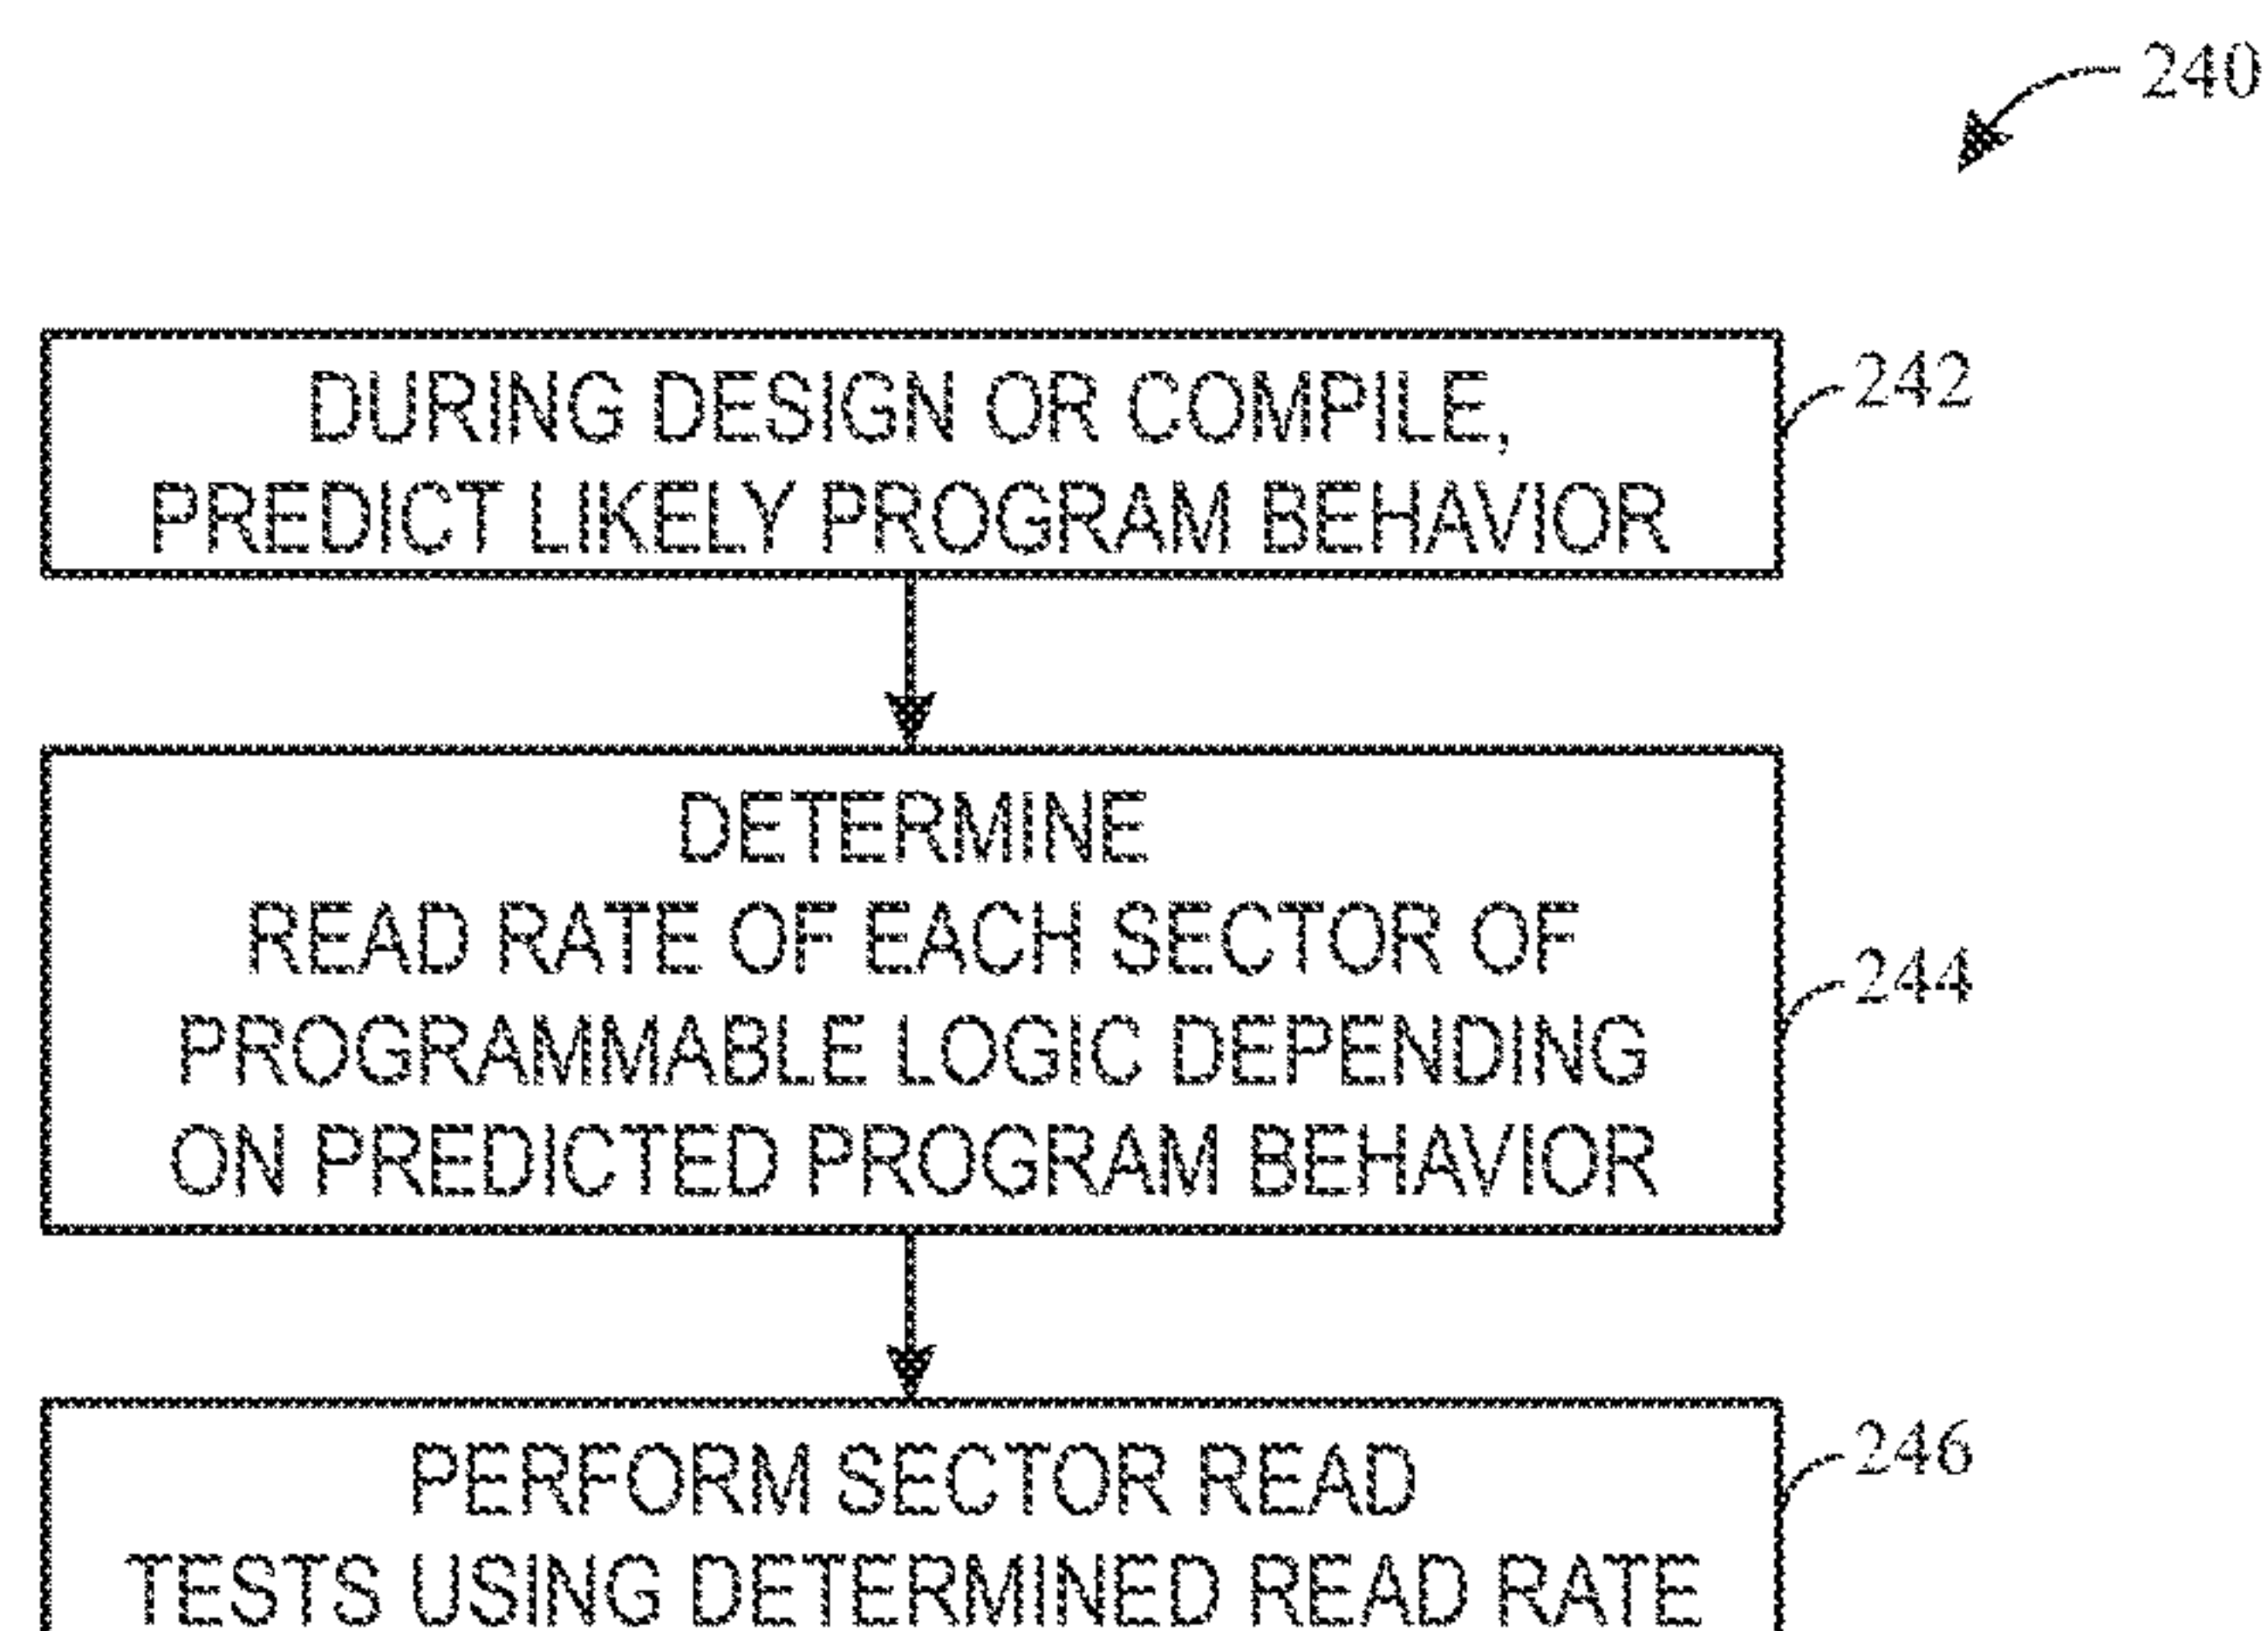 240
DURING DESIGN OR COMPILE,
PREDICT LIKELY PROGRAM BEHAVIOR
242
DETERMINE
READ RATE OF EACH SECTOR OF
PROGRAMMABLE LOGIC DEPENDING
ON PREDICTED PROGRAM BEHAVIOR
244
PERFORM SECTOR READ
TESTS USING DETERMINED READ RATE
246